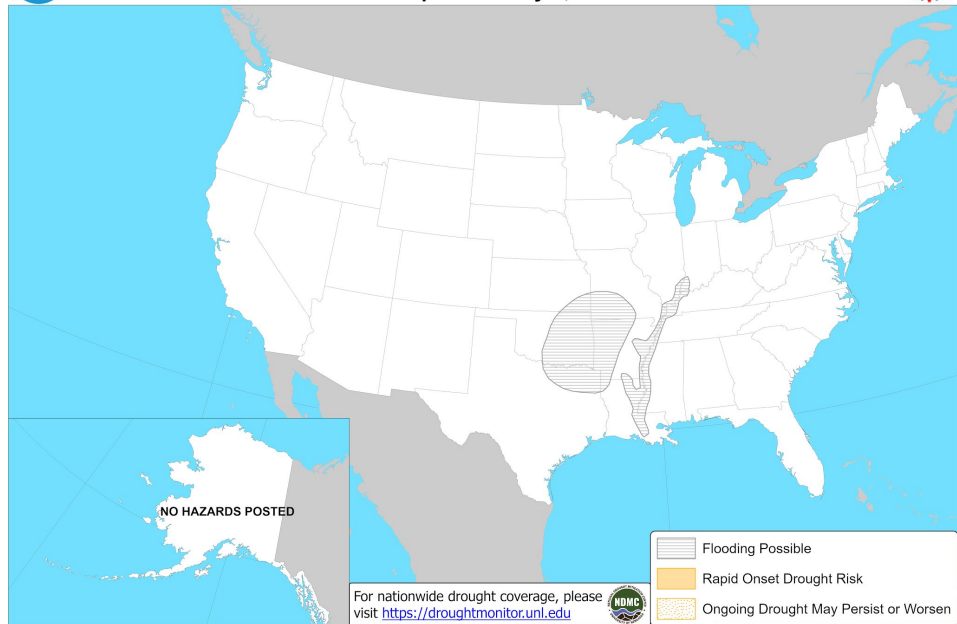 NO HAZARDS POSTED
For nationwide drought coverage, please
visit https://droughtmonitor.unl.edu
NDMC
Flooding Possible
Rapid Onset Drought Risk
Ongoing Drought May Persist or Worsen